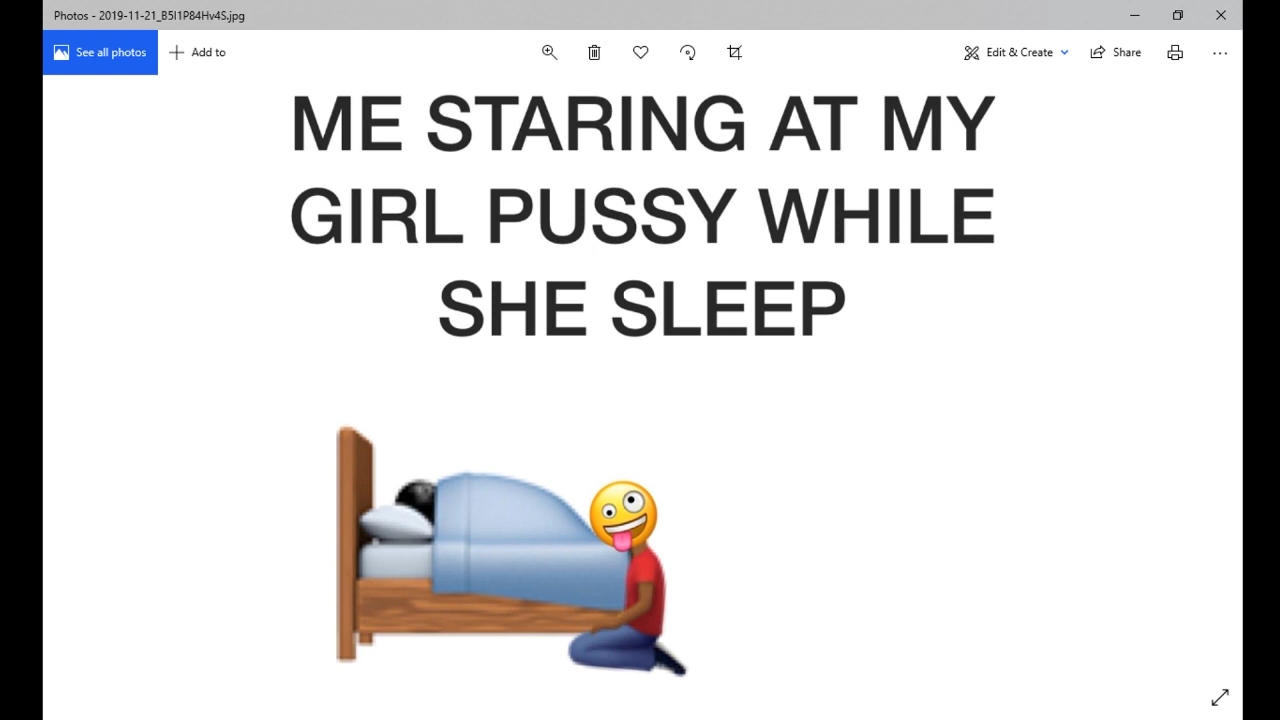 Photos - 2019-11-21_B5I1P84Hv4S.jpg
See all photos
Add to
Edit & Create
Share
ME STARING AT MY
GIRL PUSSY WHILE
SHE SLEEP